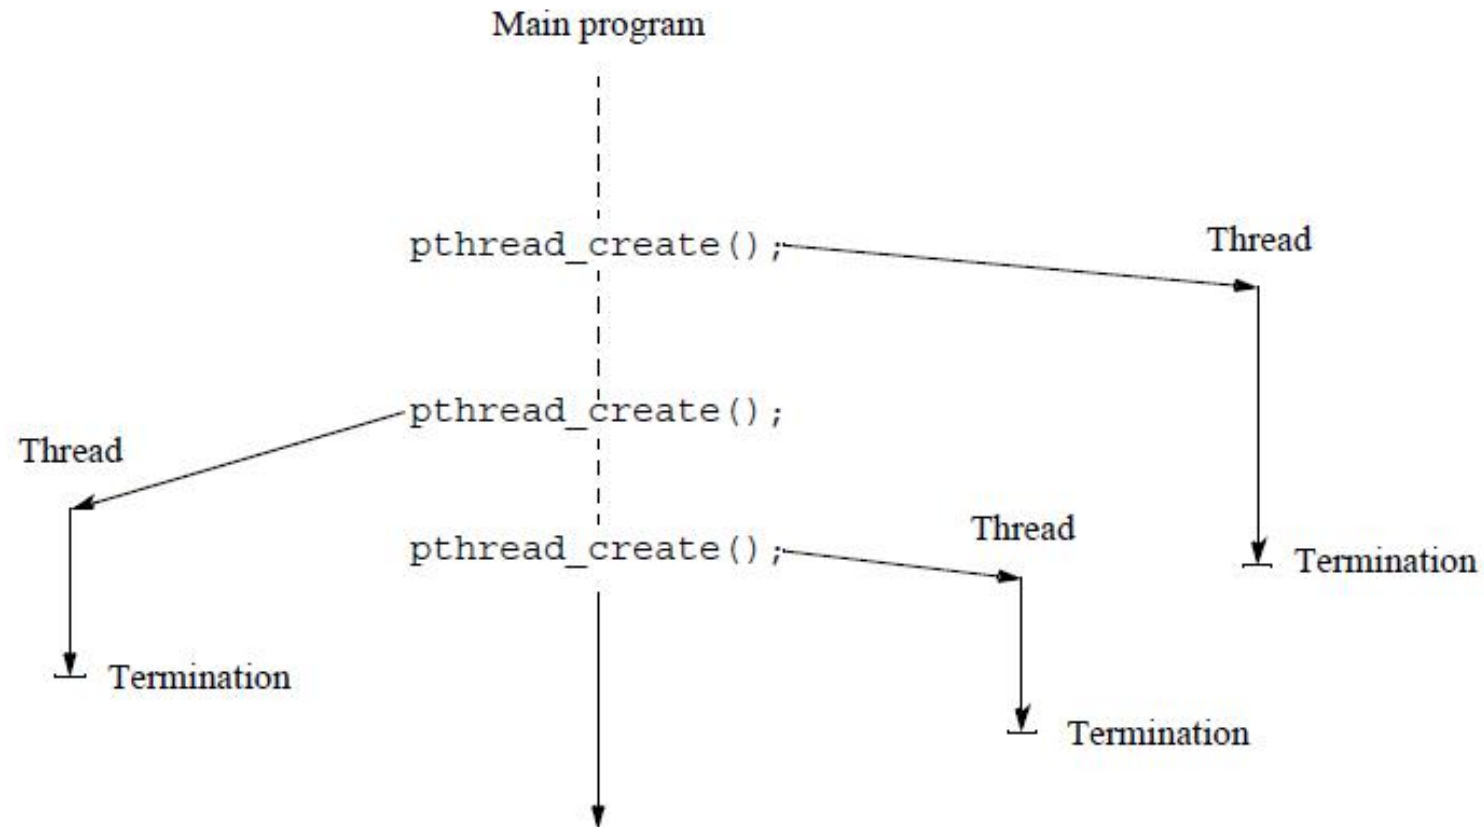 Main program
pthread_create();
Thread
pthread_create();
Thread
pthread_create();
Thread
Termination
Termination
Termination